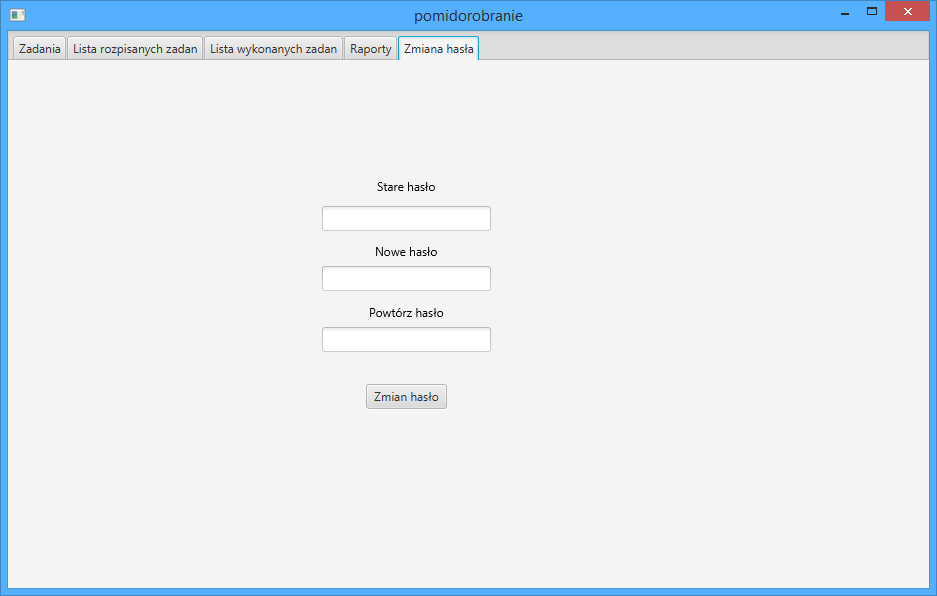 pomidorobranie
Zadania Lista rozpisanych zadan Lista wykonanych zadan Raporty Zmiana hasła
Stare hasło
Nowe hasło
Powtórz hasło
Zmian hasło